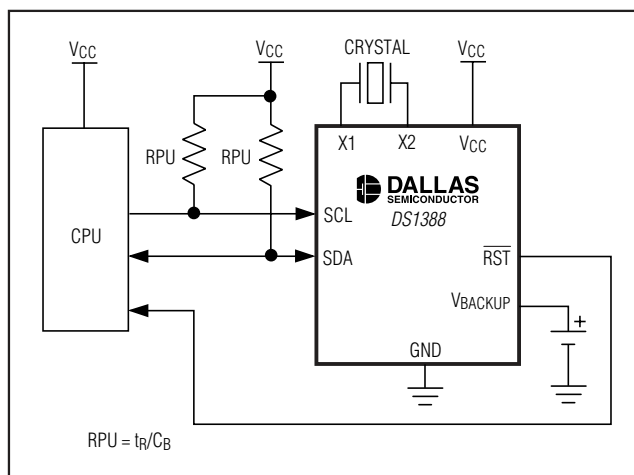 VCC
VCC
CRYSTAL
VCC
RPU
RPU
X1
X2
VCC
CPU
DALLAS
SEMICONDUCTOR
DS1388
SCL
SDA
RST
VBACKUP
+
GND
RPU = tR/CB